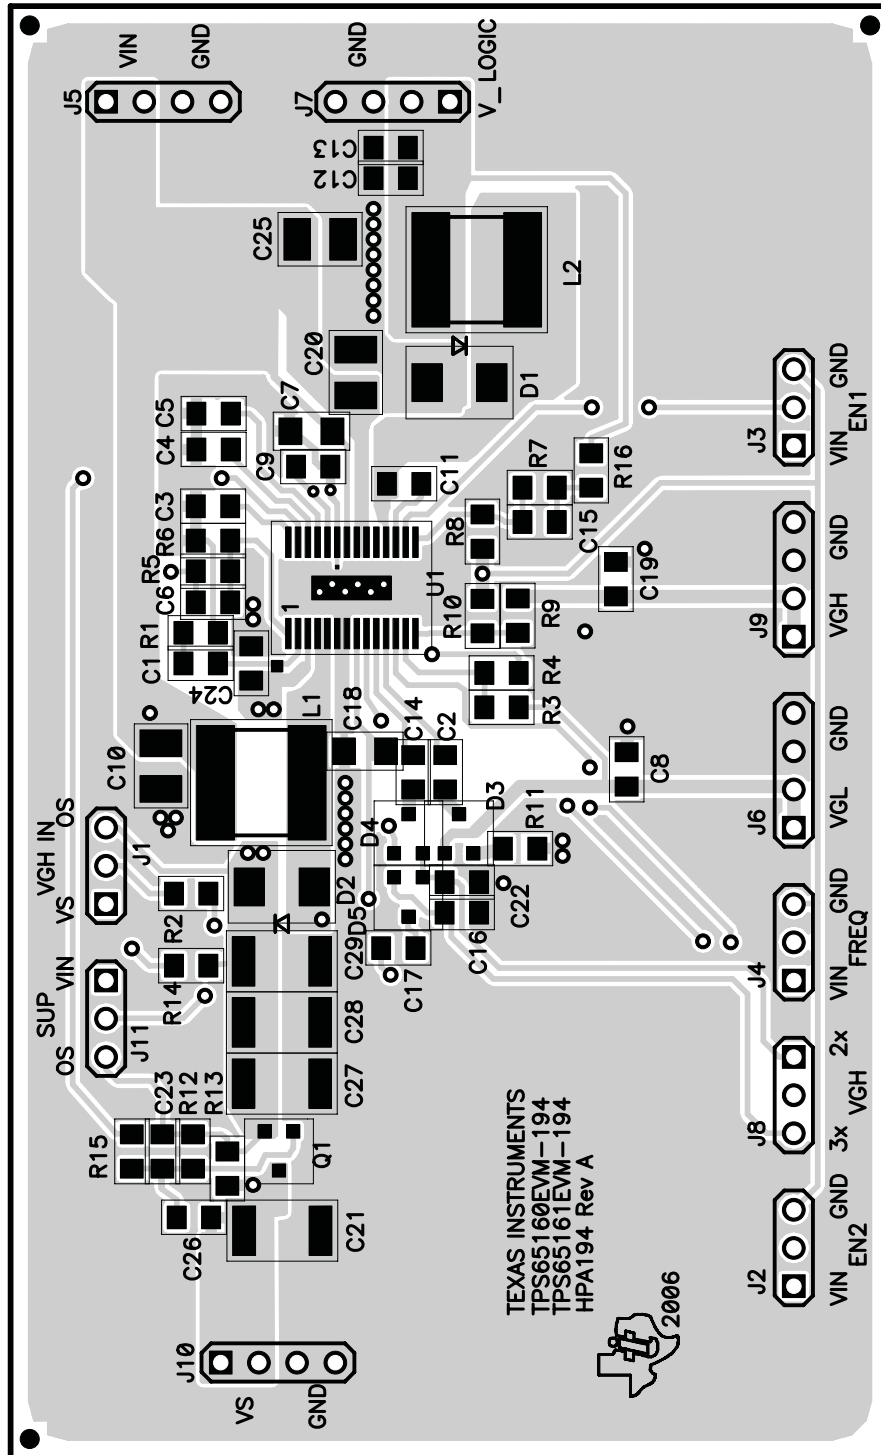 J5
VIN
GND
J7
GND
V_LOGIC
C13
C12
C25
L2
C20
D1
C5
C4
C7
C9
C11
R7
R16
J3
VIN
GND
EN1
C3
R6
R5
C6
R8
C15
C19
U1
1
R10
R9
J9
VGH
GND
R1
C1
C24
R4
R3
L1
C18
C14
C2
C10
C8
J6
VGL
GND
OS
VGH IN
VS
J1
D4
D3
R11
R2
D2
D5
C22
C16
C17
J4
VIN
GND
FREQ
VIN
SUP
OS
J11
R14
C29
C28
C27
2x
VGH
3x
J8
R15
C23
R12
R13
Q1
C26
C21
J2
VIN
GND
EN2
TEXAS INSTRUMENTS
TPS65160EVM-194
TPS65161EVM-194
HPA194 Rev A
2006
J10
VS
GND